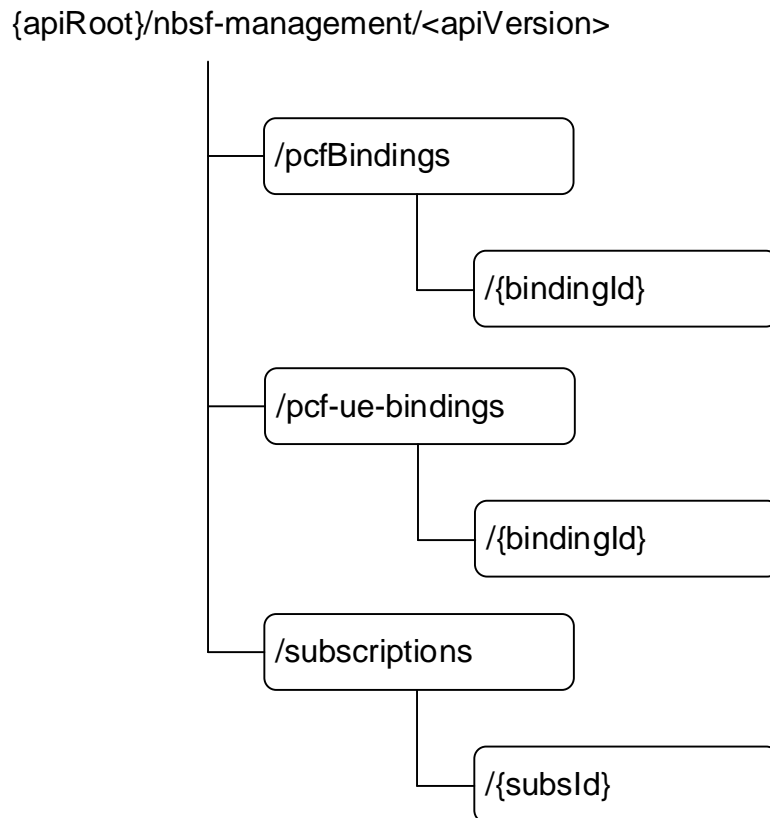 {apiRoot}/nbsf-management/<apiVersion>
/pcfBindings
/{bindingId}
/pcf-ue-bindings
/{bindingId}
/subscriptions
/{subsId}